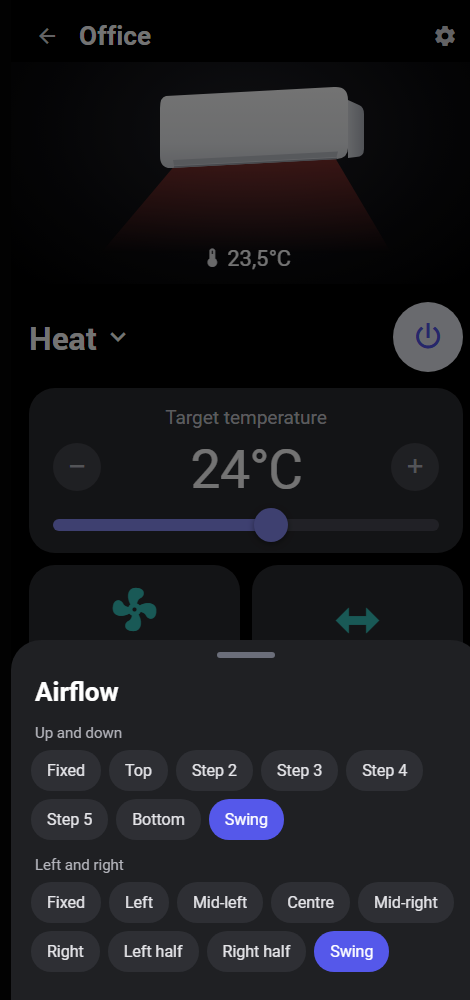 Office
23,5°C
Heat
Target temperature
− 24°C +
Airflow
Up and down
Fixed Top Step 2 Step 3 Step 4
Step 5 Bottom Swing
Left and right
Fixed Left Mid-left Centre Mid-right
Right Left half Right half Swing